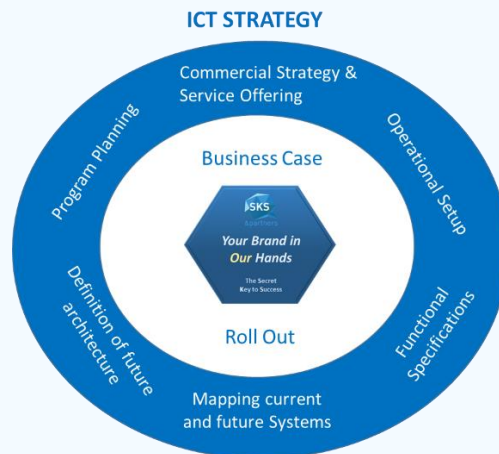 ICT STRATEGY
Commercial Strategy &
Service Offering
Program Planning
Operational Setup
Business Case
SKS
Your Brand in
Our Hands
The Secret
Key to Success
Definition of future
architecture
Functional
Specifications
Roll Out
Mapping current
and future Systems